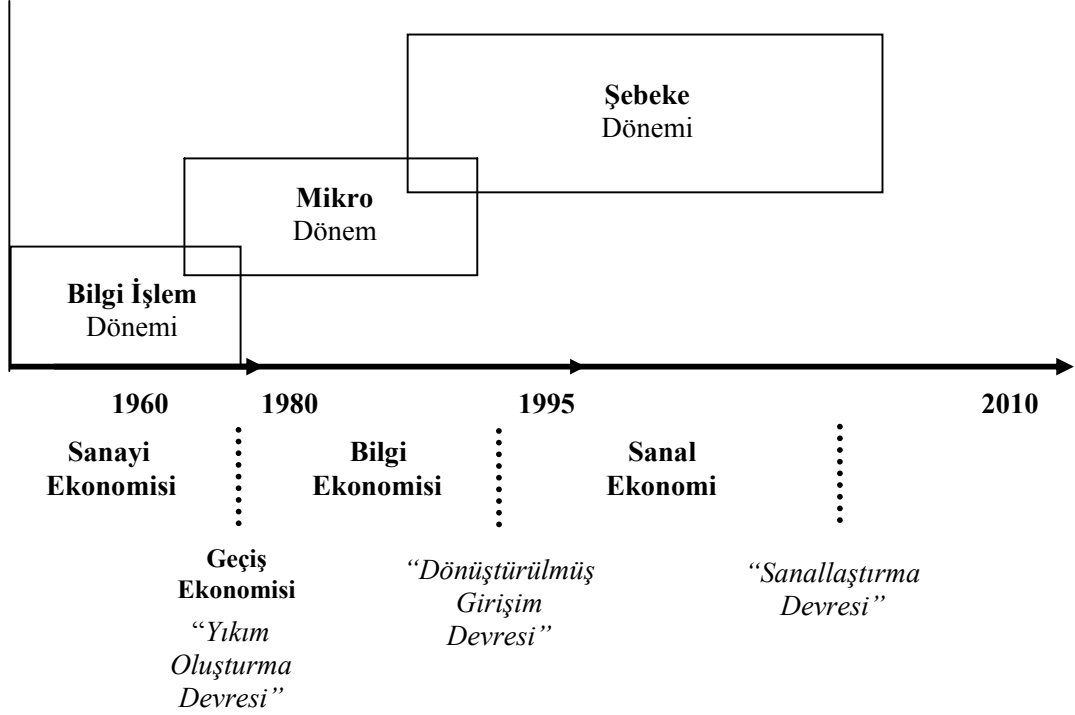 Şebeke
Dönemi
Mikro
Dönem
Bilgi İşlem
Dönemi
1960 1980 1995 2010
Sanayi
Ekonomisi
Bilgi
Ekonomisi
Sanal
Ekonomi
Geçiş
Ekonomisi
“Yıkım
Oluşturma
Devresi”
“Dönüştürülmüş
Girişim
Devresi”
“Sanallaştırma
Devresi”